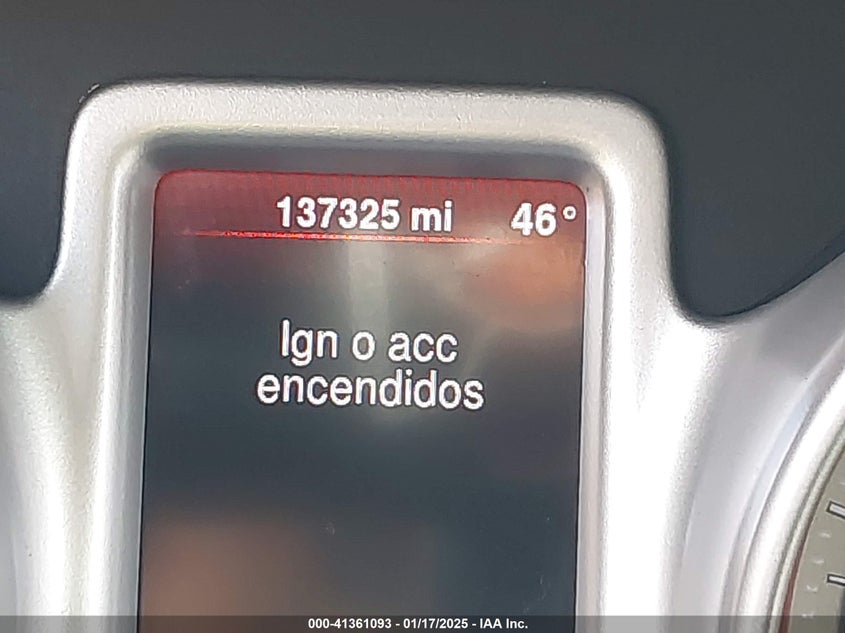 137325 mi 46°
Ign o acc
encendidos
000-41361093 - 01/17/2025 - IAA Inc.